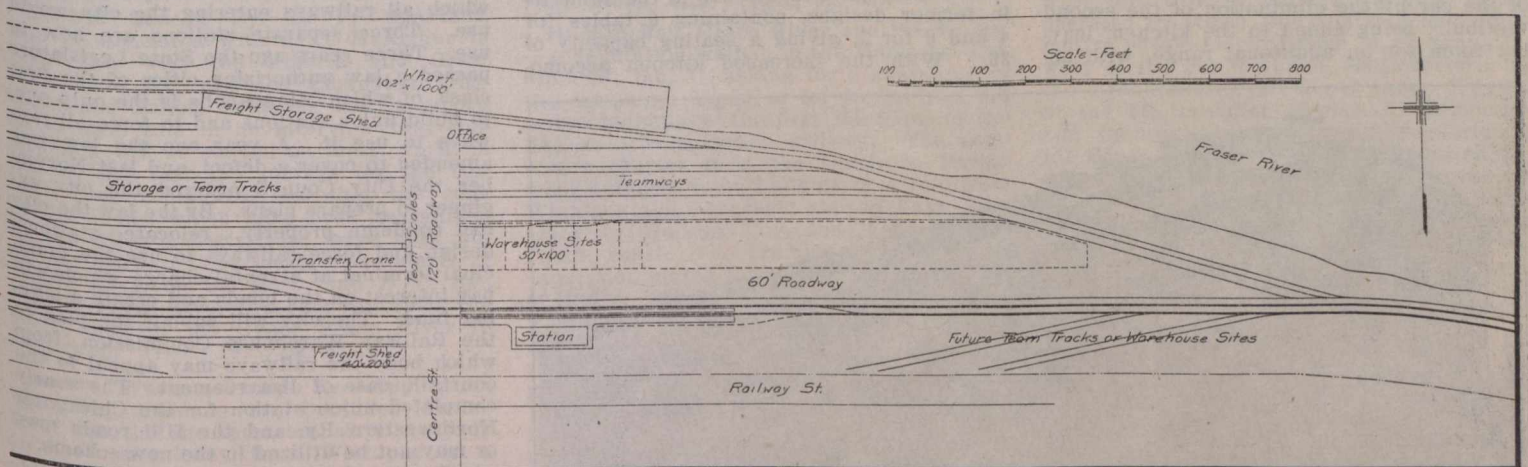 Scale-Feet
100 0 100 200 300 400 500 600 700 800
Wharf
102' x 1000'
Freight Storage Shed
Office
Fraser River
Storage or Team Tracks
Teamways
Team Scales
120' Roadway
Warehouse Sites
50'x100'
Transfer Crane
60' Roadway
Station
Future Team Tracks or Warehouse Sites
Freight Shed
40'x200'
Railway St.
Centre St.